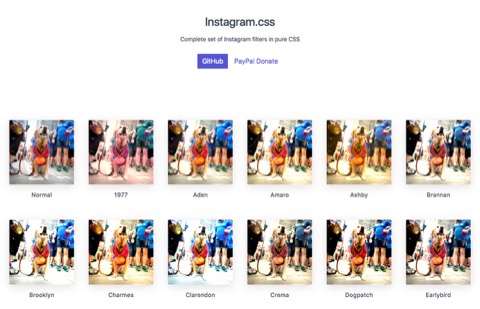 Instagram.css
Complete set of Instagram filters in pure CSS
GitHub PayPal Donate
Normal 1977 Aden Amaro Ashby Brannan
Brooklyn Charmes Clarendon Crema Dogpatch Earlybird